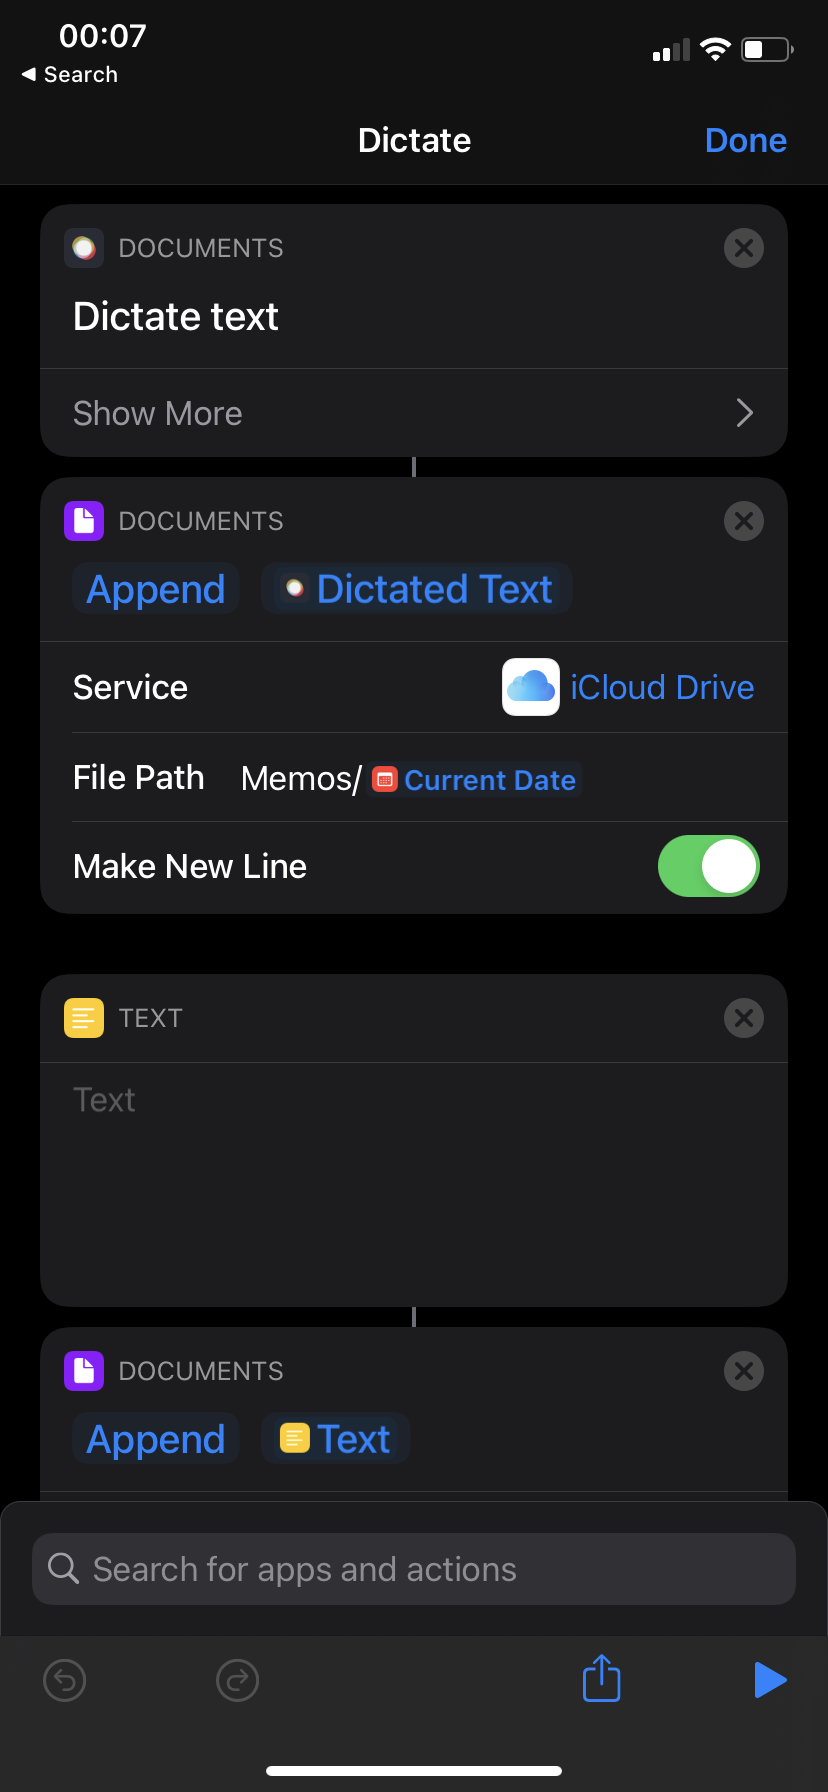 00:07
Search
Dictate
Done
DOCUMENTS
Dictate text
Show More
DOCUMENTS
Append Dictated Text
Service iCloud Drive
File Path Memos/ Current Date
Make New Line
TEXT
Text
DOCUMENTS
Append Text
Search for apps and actions